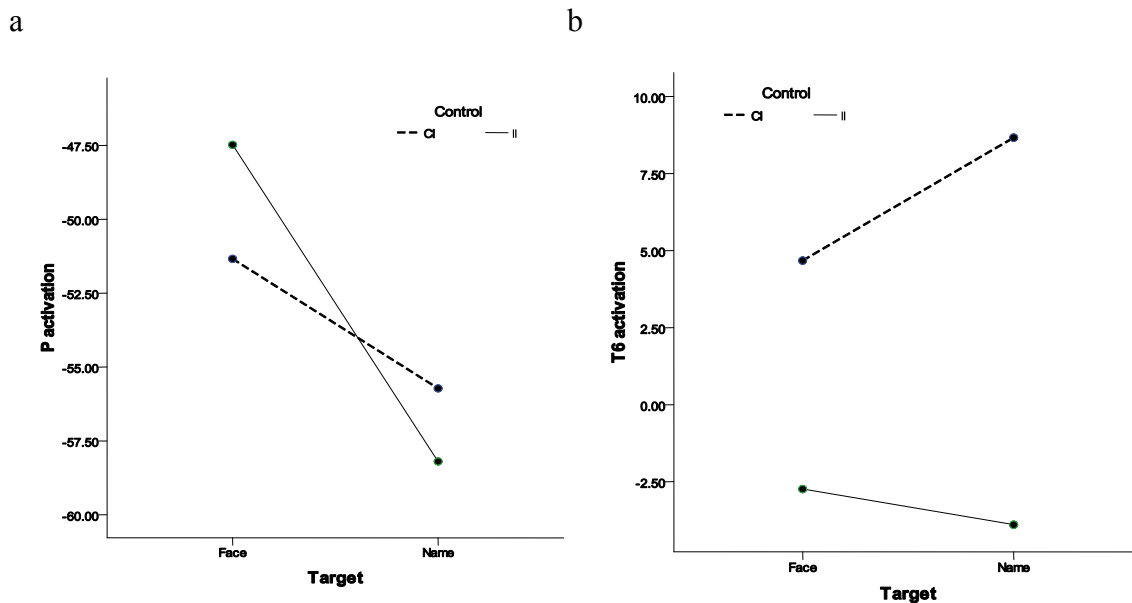 a
Control
CI II
-47.50
-50.00
-52.50
-55.00
-57.50
-60.00
P activation
Face Name
Target
b
Control
CI II
10.00
7.50
5.00
2.50
0.00
-2.50
T6 activation
Face Name
Target